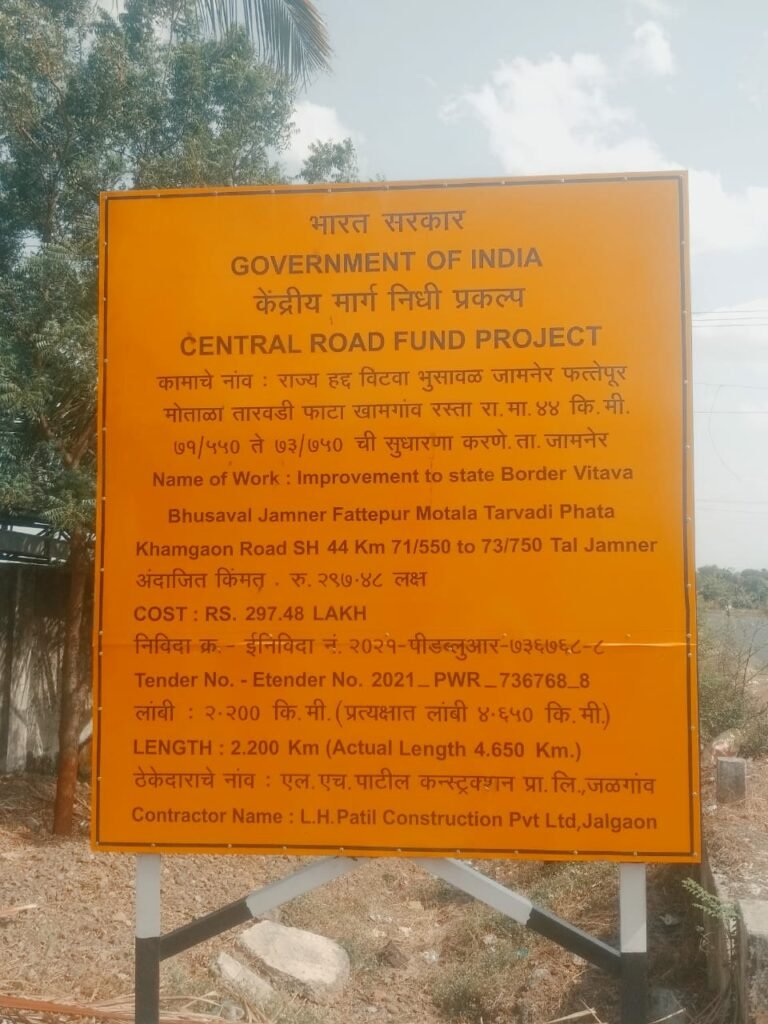 भारत सरकार
GOVERNMENT OF INDIA
केंद्रीय मार्ग निधी प्रकल्प
CENTRAL ROAD FUND PROJECT
कामाचे नांव : राज्य हद्द विटवा भुसावळ जामनेर फत्तेपूर
मोताळा तारवडी फाटा खामगांव रस्ता रा.मा.४४ कि.मी.
७१/५५० ते ७३/७५० ची सुधारणा करणे.ता.जामनेर
Name of Work : Improvement to state Border Vitava
Bhusaval Jamner Fattepur Motala Tarvadi Phata
Khamgaon Road SH 44 Km 71/550 to 73/750 Tal Jamner
अंदाजित किंमत . रु.२९७.४८ लक्ष
COST : RS. 297.48 LAKH
निविदा क्र.- ईनिविदा नं.२०२१-पीडब्लुआर-७३६७६८-८
Tender No. - Etender No. 2021_PWR_736768_8
लांबी : २.२०० कि.मी.(प्रत्यक्षात लांबी ४.६५० कि.मी.)
LENGTH : 2.200 Km (Actual Length 4.650 Km.)
ठेकेदाराचे नांव : एल.एच.पाटील कन्स्ट्रक्शन प्रा.लि.,जळगांव
Contractor Name : L.H.Patil Construction Pvt Ltd,Jalgaon